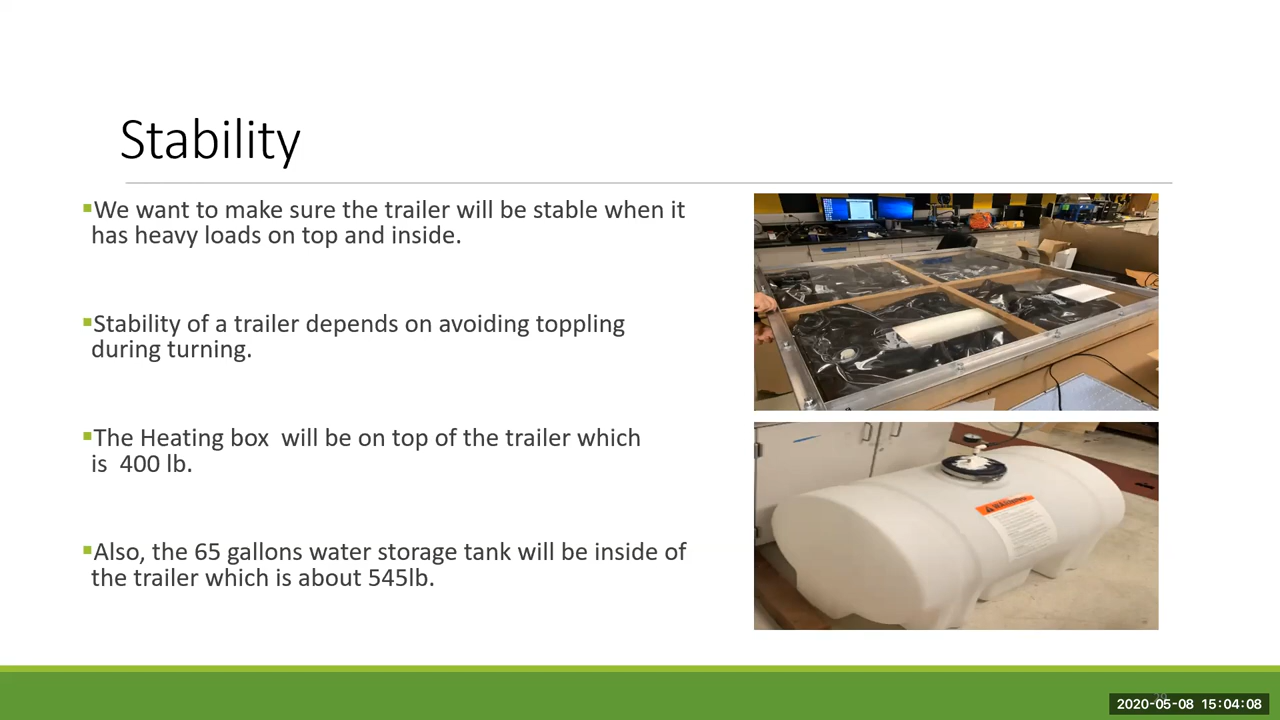 Stability
▪We want to make sure the trailer will be stable when it
has heavy loads on top and inside.
▪Stability of a trailer depends on avoiding toppling
during turning.
▪The Heating box  will be on top of the trailer which
is  400 lb.
▪Also, the 65 gallons water storage tank will be inside of
the trailer which is about 545lb.
2020-05-08 15:04:08